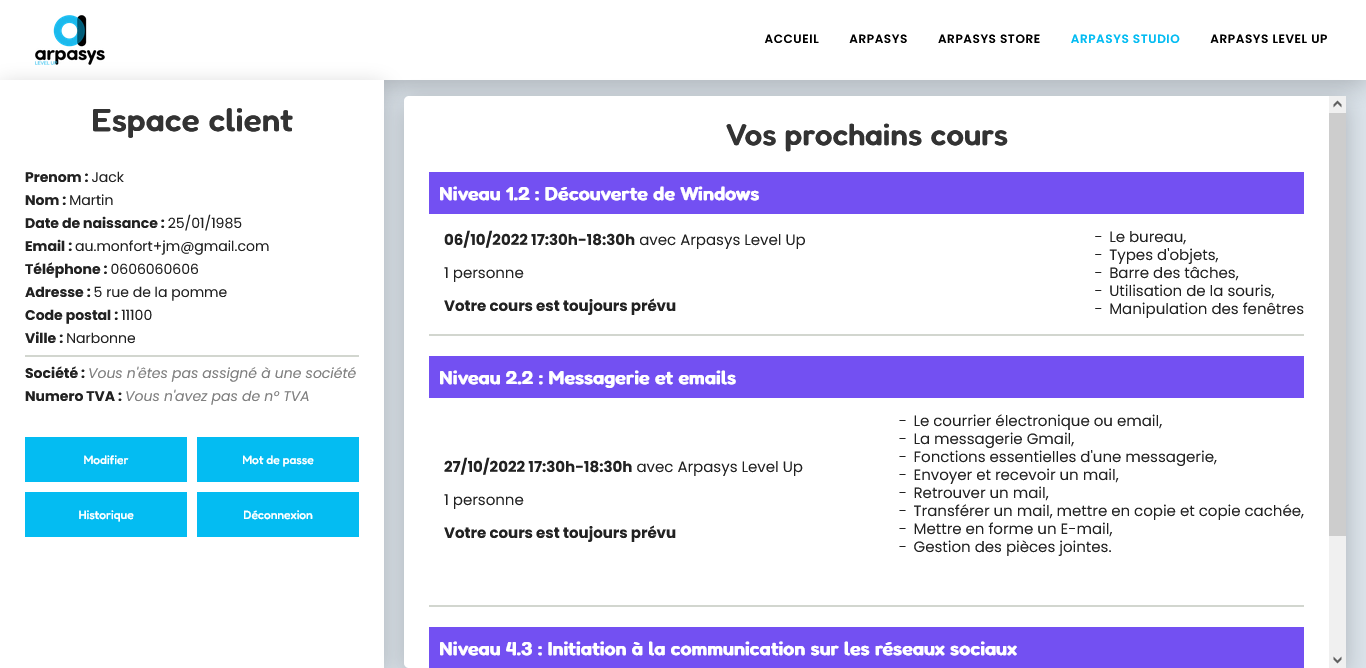 arpasys
LEVEL UP
ACCUEIL
ARPASYS
ARPASYS STORE
ARPASYS STUDIO
ARPASYS LEVEL UP
Espace client
Prenom : Jack
Nom : Martin
Date de naissance : 25/01/1985
Email : au.monfort+jm@gmail.com
Téléphone : 0606060606
Adresse : 5 rue de la pomme
Code postal : 11100
Ville : Narbonne
Société : Vous n'êtes pas assigné à une société
Numero TVA : Vous n'avez pas de n° TVA
Modifier
Mot de passe
Historique
Déconnexion
Vos prochains cours
Niveau 1.2 : Découverte de Windows
06/10/2022 17:30h-18:30h avec Arpasys Level Up
1 personne
Votre cours est toujours prévu
- Le bureau,
- Types d'objets,
- Barre des tâches,
- Utilisation de la souris,
- Manipulation des fenêtres
Niveau 2.2 : Messagerie et emails
27/10/2022 17:30h-18:30h avec Arpasys Level Up
1 personne
Votre cours est toujours prévu
- Le courrier électronique ou email,
- La messagerie Gmail,
- Fonctions essentielles d'une messagerie,
- Envoyer et recevoir un mail,
- Retrouver un mail,
- Transférer un mail, mettre en copie et copie cachée,
- Mettre en forme un E-mail,
- Gestion des pièces jointes.
Niveau 4.3 : Initiation à la communication sur les réseaux sociaux